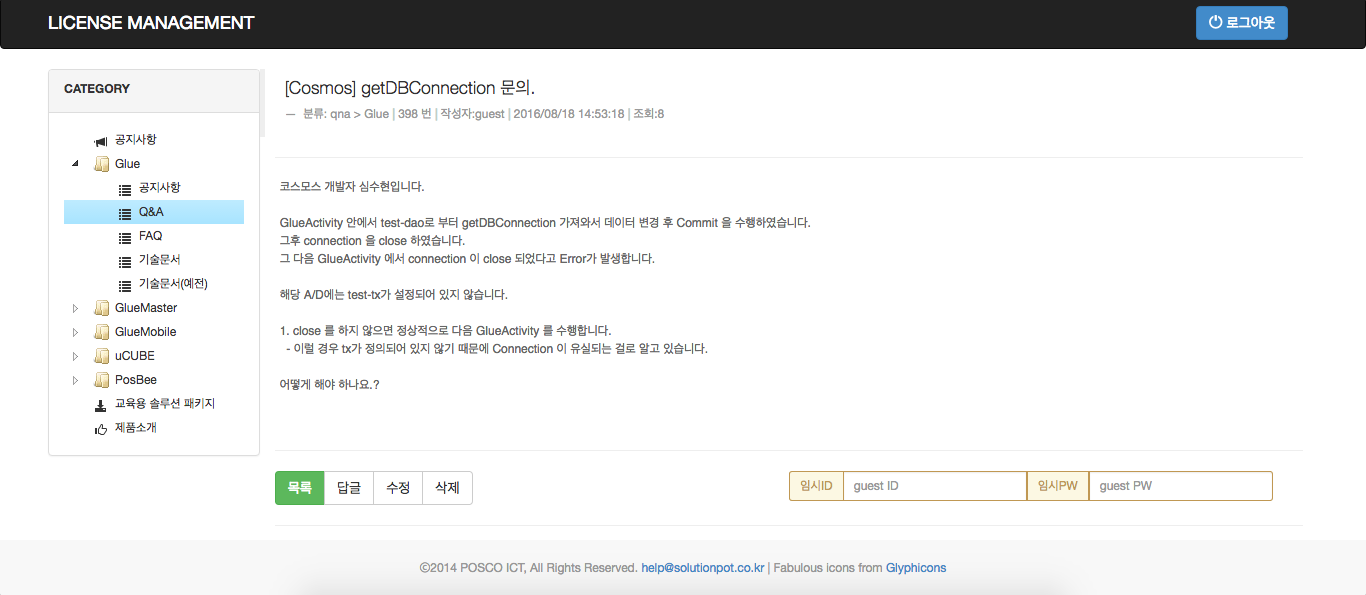 LICENSE MANAGEMENT
로그아웃
CATEGORY
공지사항
Glue
공지사항
Q&A
FAQ
기술문서
기술문서(예전)
GlueMaster
GlueMobile
uCUBE
PosBee
교육용 솔루션 패키지
제품소개
[Cosmos] getDBConnection 문의.
— 분류: qna > Glue | 398 번 | 작성자:guest | 2016/08/18 14:53:18 | 조회:8
코스모스 개발자 심수현입니다.
GlueActivity 안에서 test-dao로 부터 getDBConnection 가져와서 데이터 변경 후 Commit 을 수행하였습니다.
그후 connection 을 close 하였습니다.
그 다음 GlueActivity 에서 connection 이 close 되었다고 Error가 발생합니다.
해당 A/D에는 test-tx가 설정되어 있지 않습니다.
1. close 를 하지 않으면 정상적으로 다음 GlueActivity 를 수행합니다.
- 이럴 경우 tx가 정의되어 있지 않기 때문에 Connection 이 유실되는 걸로 알고 있습니다.
어떻게 해야 하나요.?
목록 답글 수정 삭제
임시ID guest ID 임시PW guest PW
©2014 POSCO ICT, All Rights Reserved. help@solutionpot.co.kr | Fabulous icons from Glyphicons